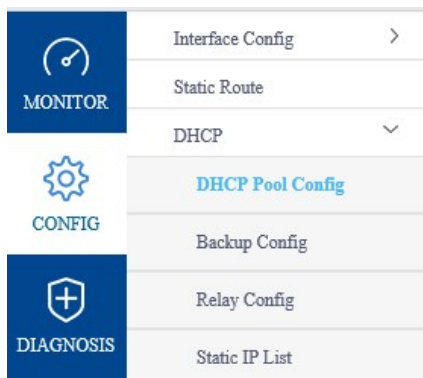 MONITOR
CONFIG
DIAGNOSIS
Interface Config
Static Route
DHCP
DHCP Pool Config
Backup Config
Relay Config
Static IP List